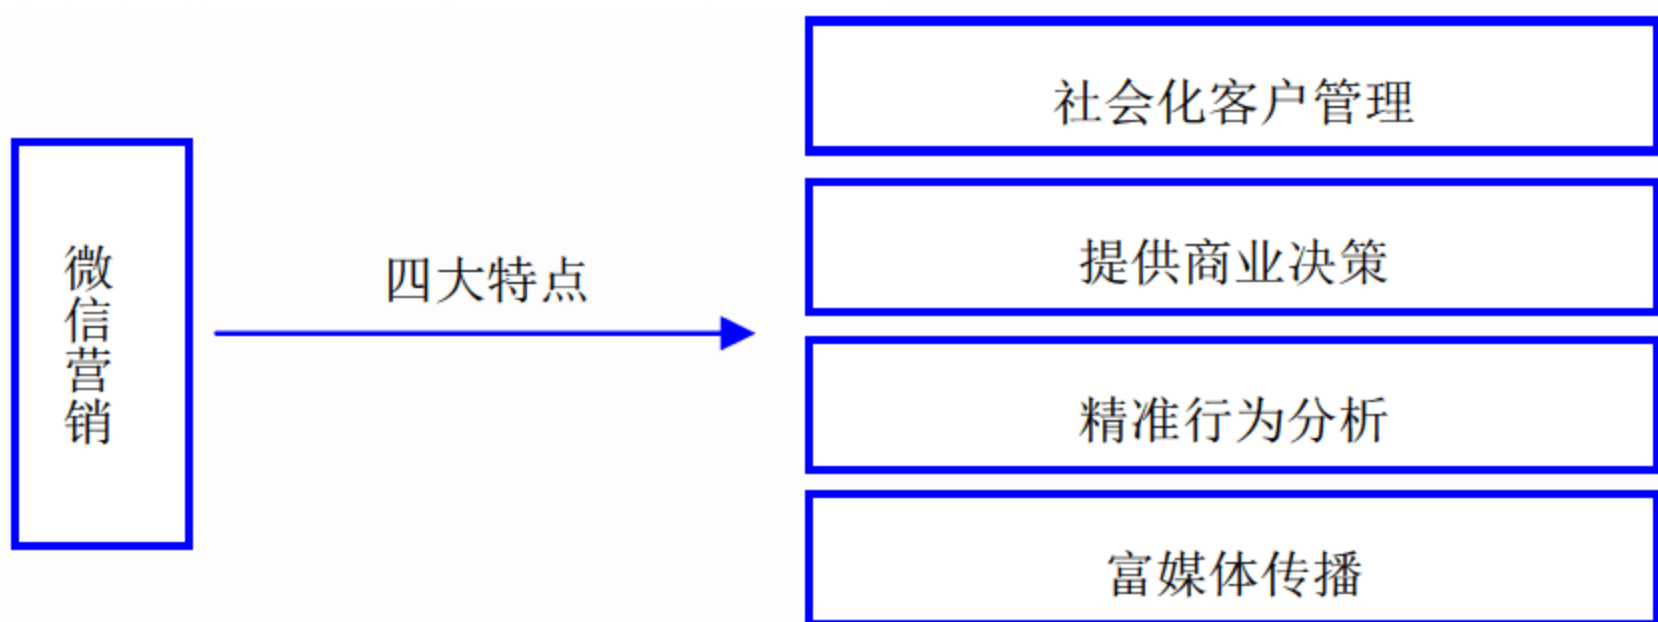 微信营销
四大特点
社会化客户管理
提供商业决策
精准行为分析
富媒体传播